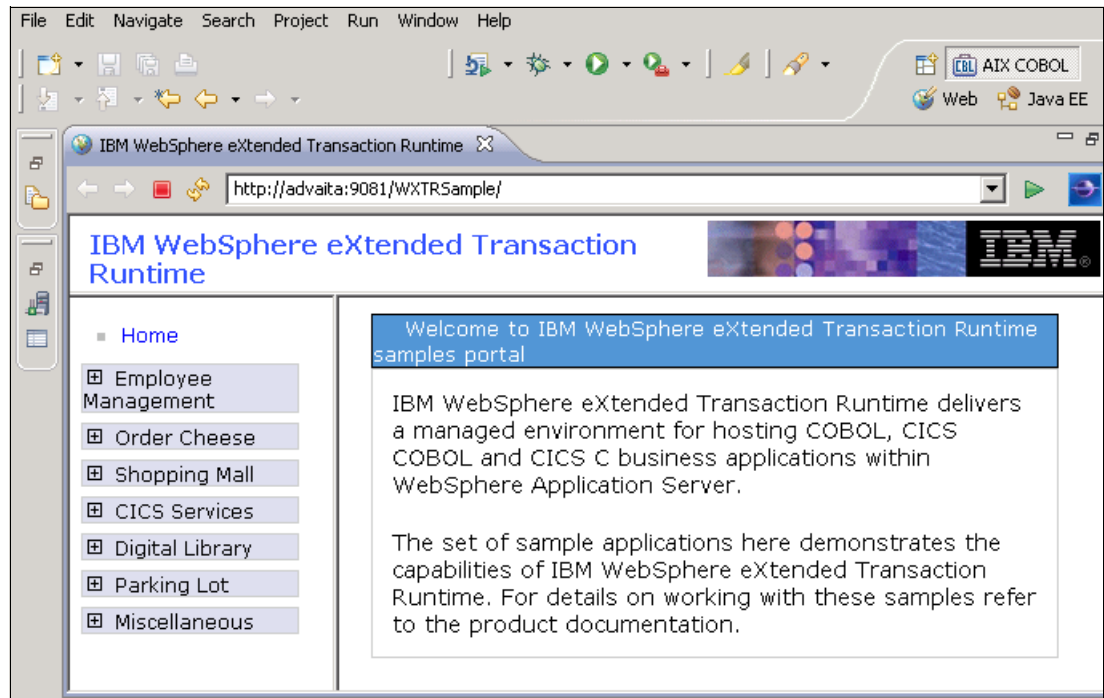 File Edit Navigate Search Project Run Window Help
CBL AIX COBOL
Web Java EE
IBM WebSphere eXtended Transaction Runtime
http://advaita:9081/WXTRSample/
IBM WebSphere eXtended Transaction
Runtime
IBM®
Home
Employee
Management
Order Cheese
Shopping Mall
CICS Services
Digital Library
Parking Lot
Miscellaneous
Welcome to IBM WebSphere eXtended Transaction Runtime
samples portal
IBM WebSphere eXtended Transaction Runtime delivers
a managed environment for hosting COBOL, CICS
COBOL and CICS C business applications within
WebSphere Application Server.
The set of sample applications here demonstrates the
capabilities of IBM WebSphere eXtended Transaction
Runtime. For details on working with these samples refer
to the product documentation.